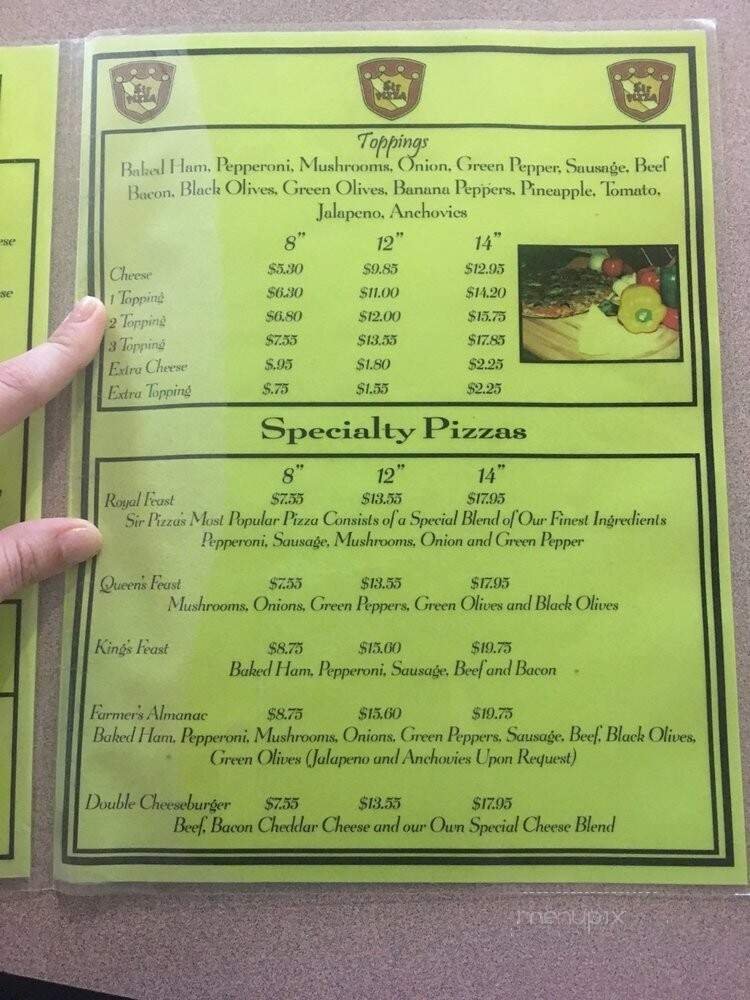 Sir Pizza
Sir Pizza
Sir Pizza
Toppings
Baked Ham, Pepperoni, Mushrooms, Onion, Green Pepper, Sausage, Beef
Bacon, Black Olives, Green Olives, Banana Peppers, Pineapple, Tomato,
Jalapeno, Anchovies
8” 12” 14”
Cheese $5.30 $9.85 $12.95
1 Topping $6.30 $11.00 $14.20
2 Topping $6.80 $12.00 $15.75
3 Topping $7.55 $13.55 $17.85
Extra Cheese $.95 $1.80 $2.25
Extra Topping $.75 $1.55 $2.25
Specialty Pizzas
8” 12” 14”
Royal Feast $7.55 $13.55 $17.95
Sir Pizza's Most Popular Pizza Consists of a Special Blend of Our Finest Ingredients
Pepperoni, Sausage, Mushrooms, Onion and Green Pepper
Queen's Feast $7.55 $13.55 $17.95
Mushrooms, Onions, Green Peppers, Green Olives and Black Olives
King's Feast $8.75 $15.60 $19.75
Baked Ham, Pepperoni, Sausage, Beef and Bacon
Farmer's Almanac $8.75 $15.60 $19.75
Baked Ham, Pepperoni, Mushrooms, Onions, Green Peppers, Sausage, Beef, Black Olives,
Green Olives (Jalapeno and Anchovies Upon Request)
Double Cheeseburger $7.55 $13.55 $17.95
Beef, Bacon Cheddar Cheese and our Own Special Cheese Blend
menupix